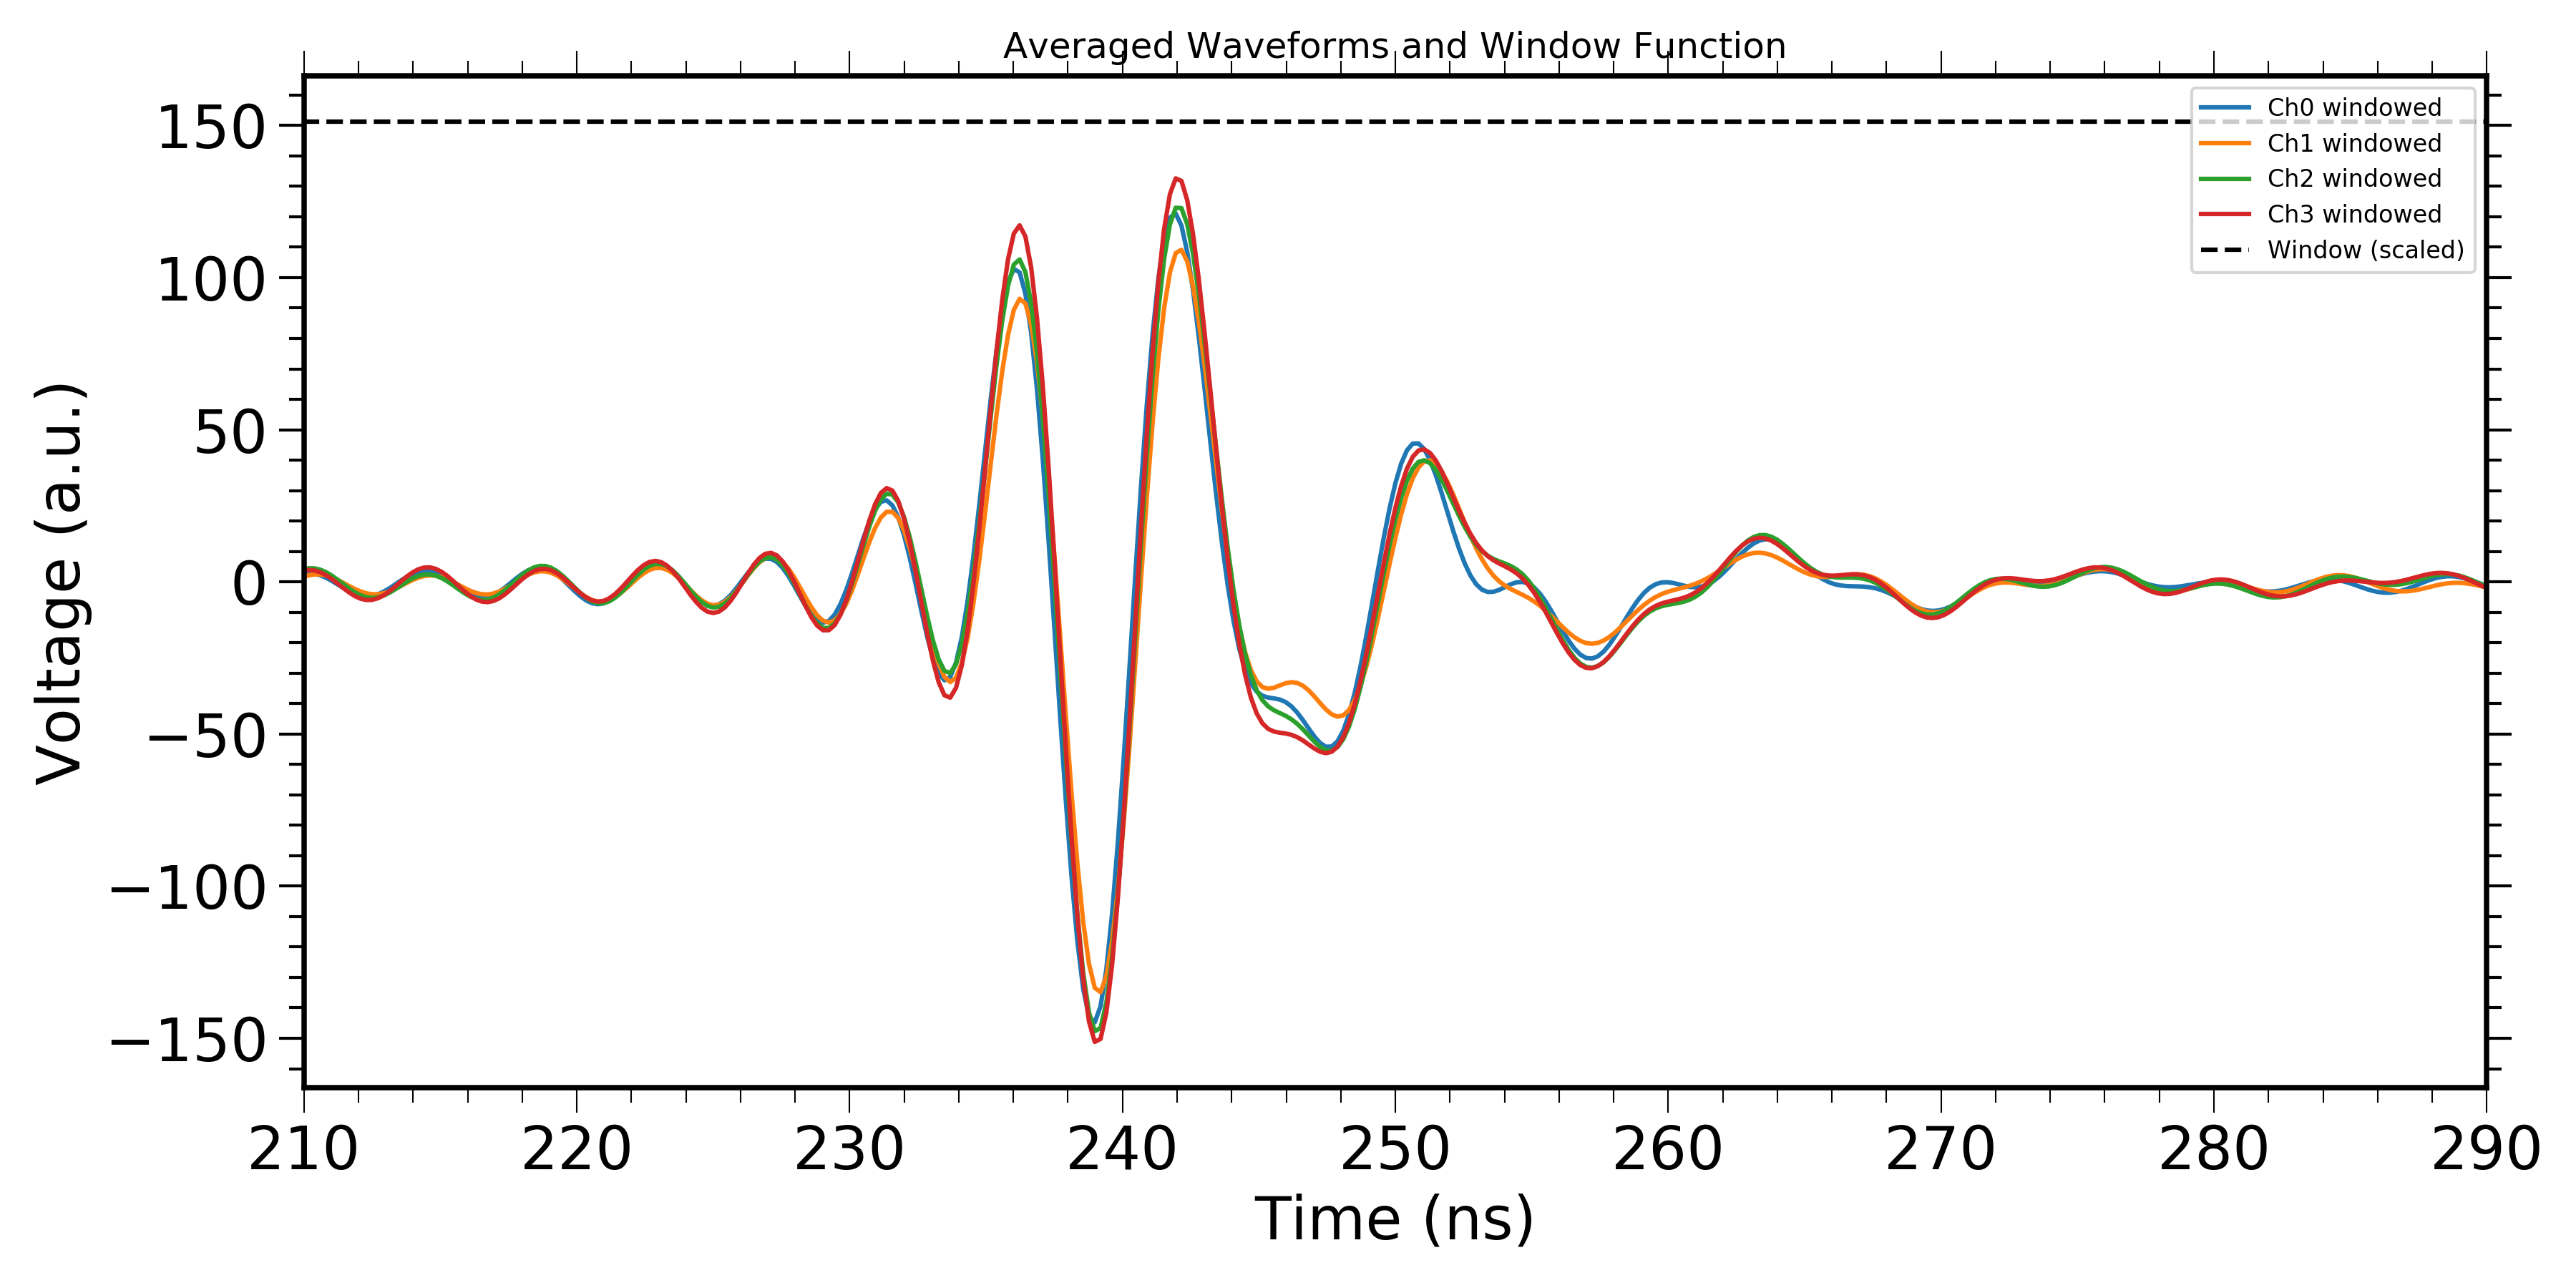 Averaged Waveforms and Window Function
Ch0 windowed
Ch1 windowed
Ch2 windowed
Ch3 windowed
Window (scaled)
Voltage (a.u.)
150
100
50
0
−50
−100
−150
210 220 230 240 250 260 270 280 290
Time (ns)